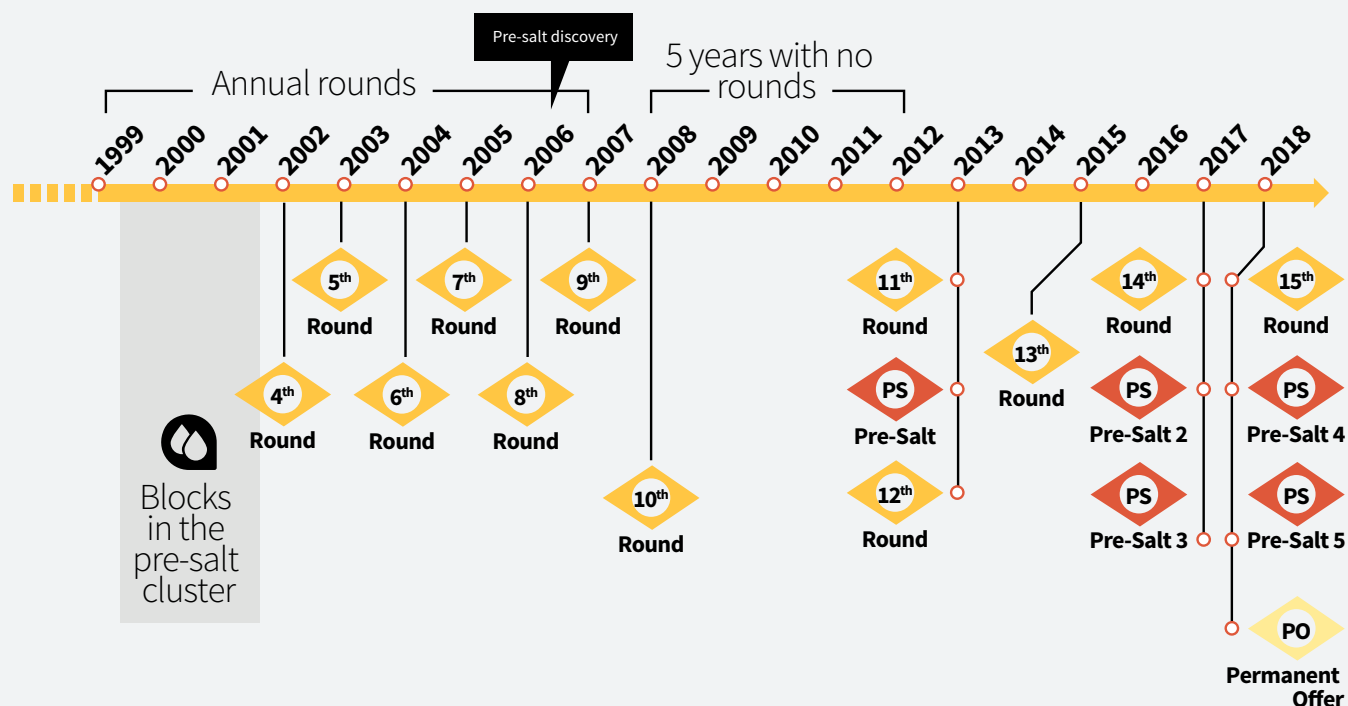 Pre-salt discovery
Annual rounds
5 years with no
rounds
1999
2000
2001
2002
2003
2004
2005
2006
2007
2008
2009
2010
2011
2012
2013
2014
2015
2016
2017
2018
5th
Round
7th
Round
9th
Round
11th
Round
14th
Round
15th
Round
13th
Round
4th
Round
6th
Round
8th
Round
PS
Pre-Salt
PS
Pre-Salt 2
PS
Pre-Salt 4
Blocks
in the
pre-salt
cluster
10th
Round
12th
Round
PS
Pre-Salt 3
PS
Pre-Salt 5
PO
Permanent
Offer